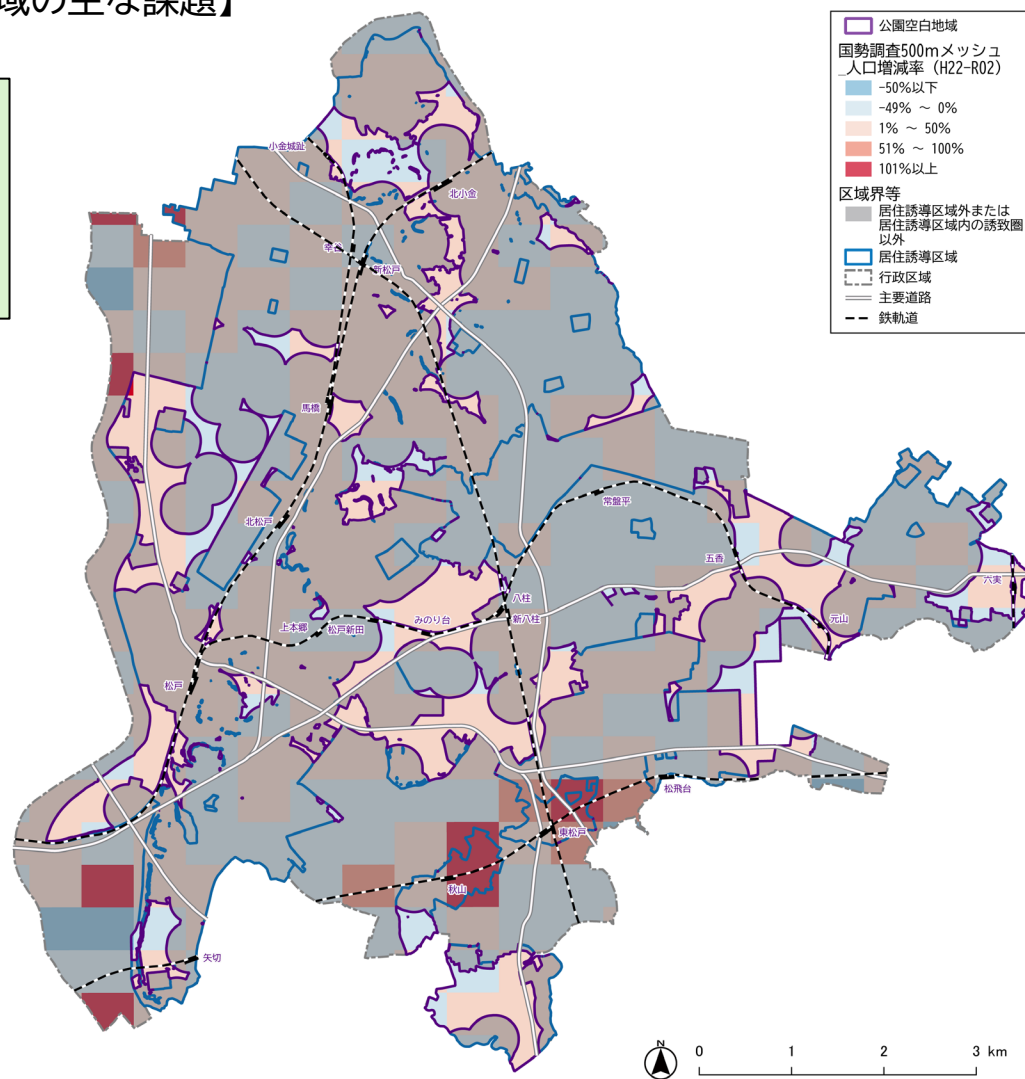 域の主な課題】
公園空白地域
国勢調査500mメッシュ
_人口増減率（H22-R02）
-50%以下
-49% ～ 0%
1% ～ 50%
51% ～ 100%
101%以上
区域界等
居住誘導区域外または
居住誘導区域内の誘致圏
以外
居住誘導区域
行政区域
主要道路
鉄軌道
小金城趾
北小金
幸谷
新松戸
馬橋
常盤平
北松戸
五香
六実
八柱
みのり台
新八柱
元山
上本郷
松戸新田
松戸
松飛台
東松戸
秋山
矢切
N
0 1 2 3 km